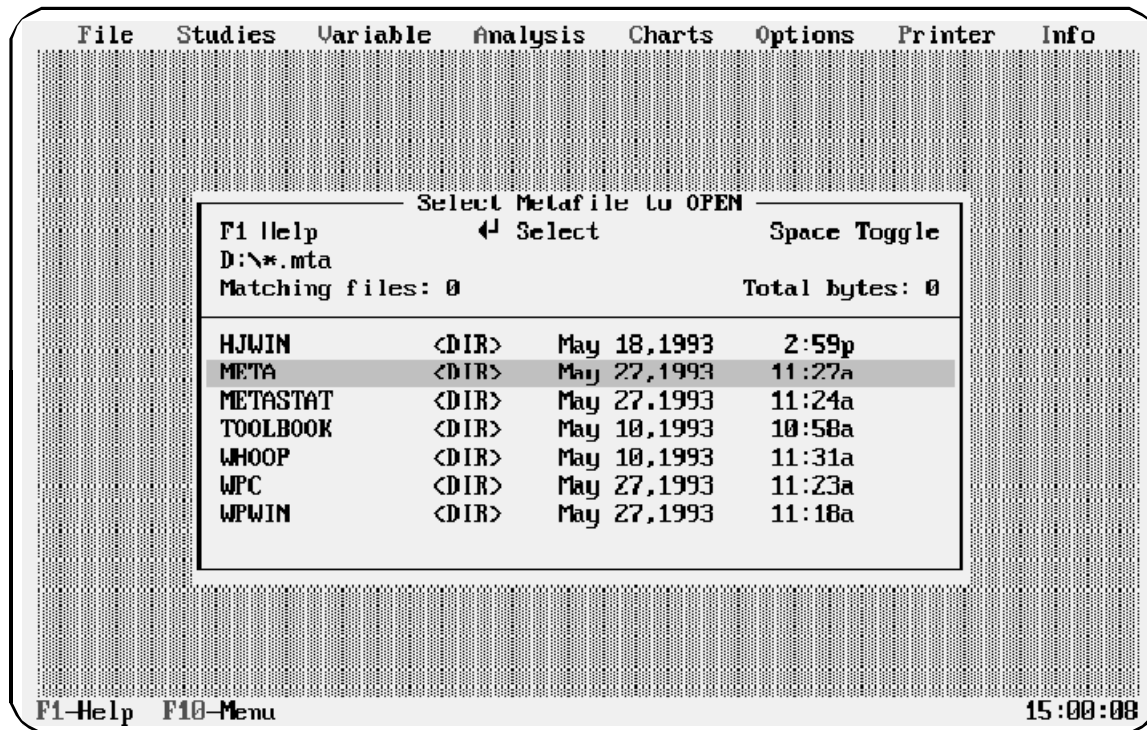 File Studies Variable Analysis Charts Options Printer Info
Select Metafile to OPEN
F1 Help ↵ Select Space Toggle
D:\*.mta
Matching files: 0 Total bytes: 0
HJWIN <DIR> May 18,1993 2:59p
META <DIR> May 27,1993 11:27a
METASTAT <DIR> May 27,1993 11:24a
TOOLBOOK <DIR> May 10,1993 10:58a
WHOOP <DIR> May 10,1993 11:31a
WPC <DIR> May 27,1993 11:23a
WPWIN <DIR> May 27,1993 11:18a
F1-Help F10-Menu 15:00:08